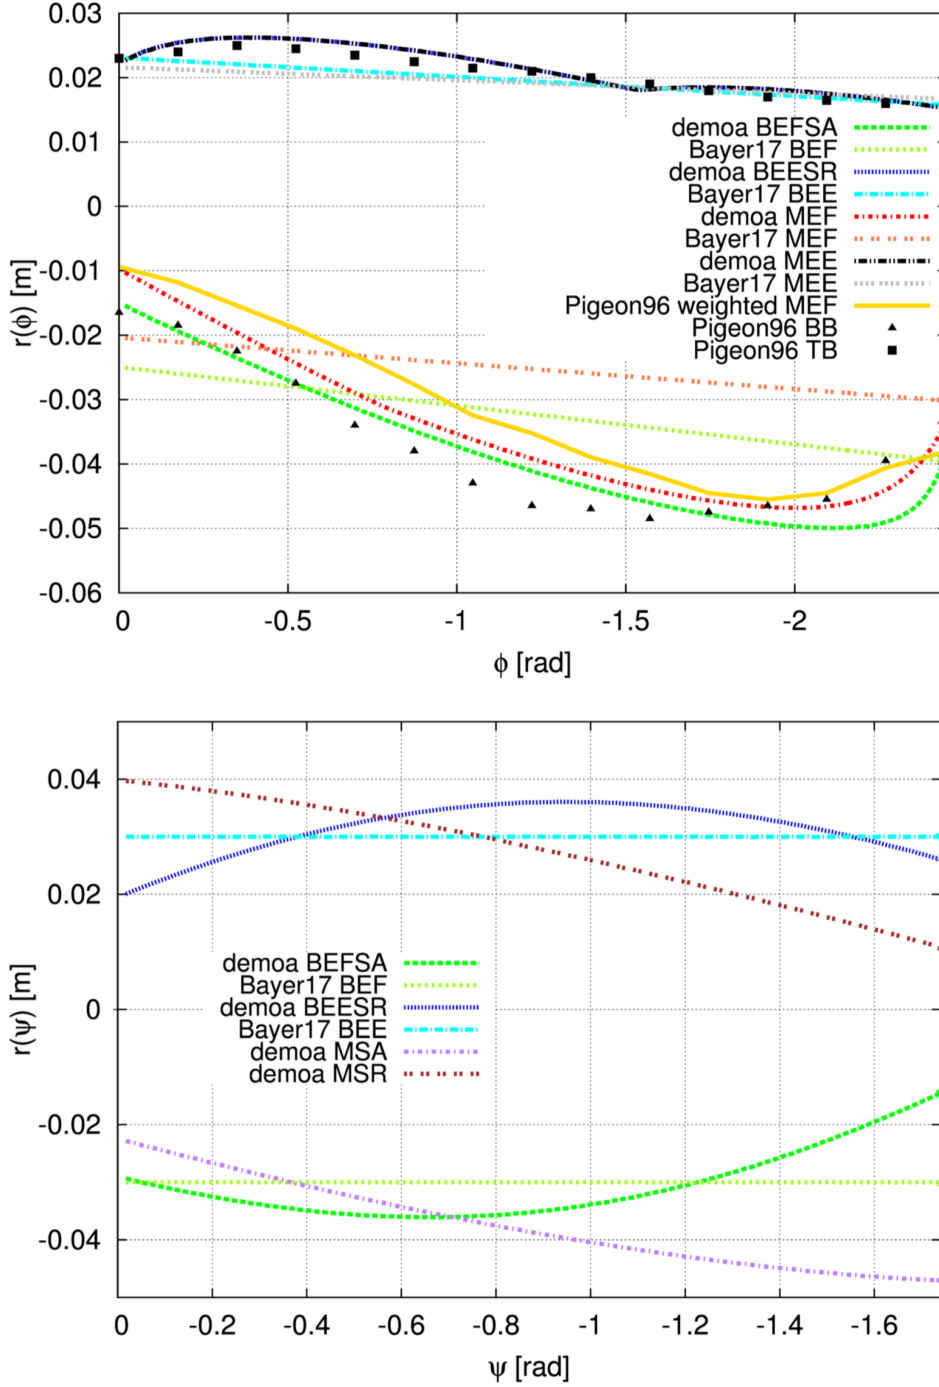 0.03
0.02
0.01
0
-0.01
-0.02
-0.03
-0.04
-0.05
-0.06
r(ϕ) [m]
demoa BEFSA
Bayer17 BEF
demoa BEESR
Bayer17 BEE
demoa MEF
Bayer17 MEF
demoa MEE
Bayer17 MEE
Pigeon96 weighted MEF
Pigeon96 BB
Pigeon96 TB
0 -0.5 -1 -1.5 -2
ϕ [rad]
0.04
0.02
0
-0.02
-0.04
r(ψ) [m]
demoa BEFSA
Bayer17 BEF
demoa BEESR
Bayer17 BEE
demoa MSA
demoa MSR
0 -0.2 -0.4 -0.6 -0.8 -1 -1.2 -1.4 -1.6
ψ [rad]